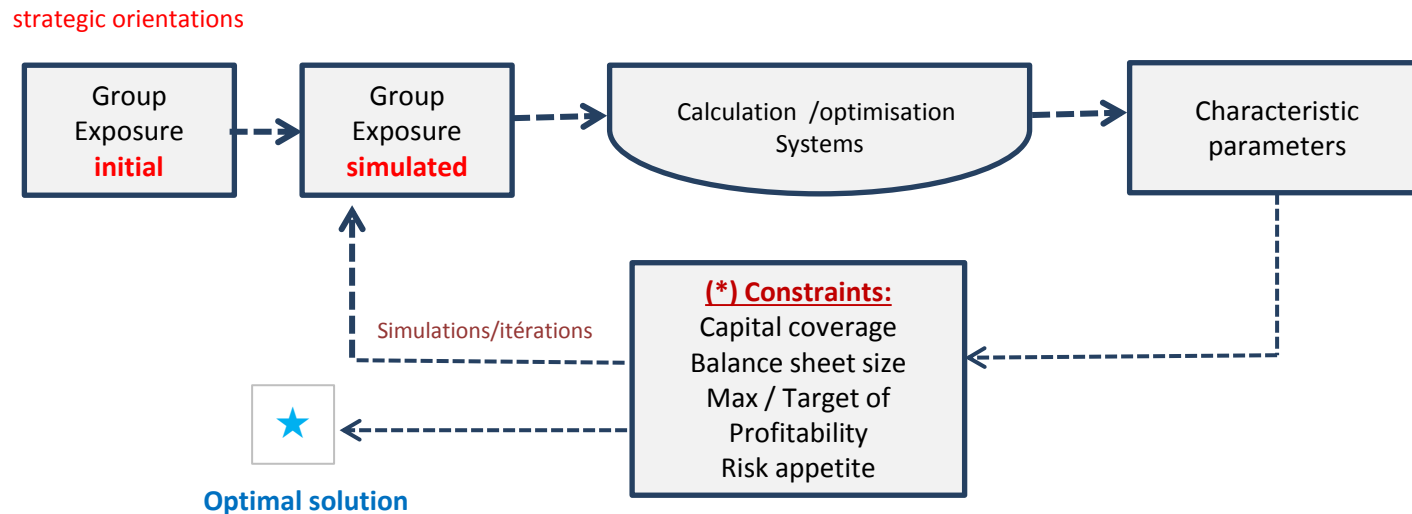 strategic orientations
Group
Exposure
initial
Group
Exposure
simulated
Calculation /optimisation
Systems
Characteristic
parameters
(*) Constraints:
Capital coverage
Balance sheet size
Max / Target of
Profitability
Risk appetite
Simulations/itérations
Optimal solution